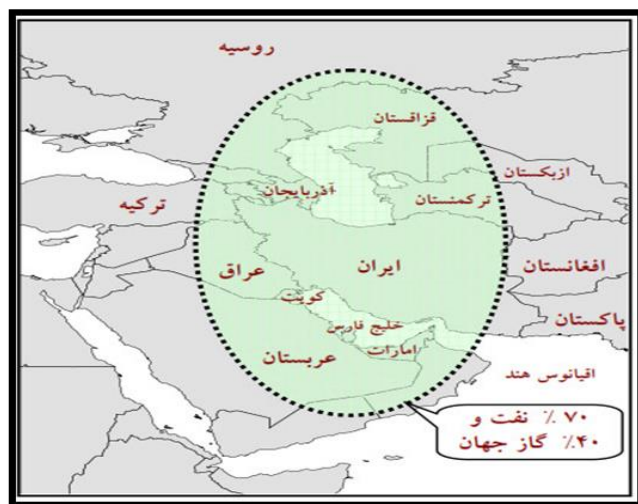 روسیه
قزاقستان
ازبکستان
آذربایجان
ترکمنستان
ترکیه
ایران
عراق
افغانستان
کویت
پاکستان
خلیج فارس
امارات
عربستان
اقیانوس هند
۷۰ ٪ نفت و
۴۰٪ گاز جهان